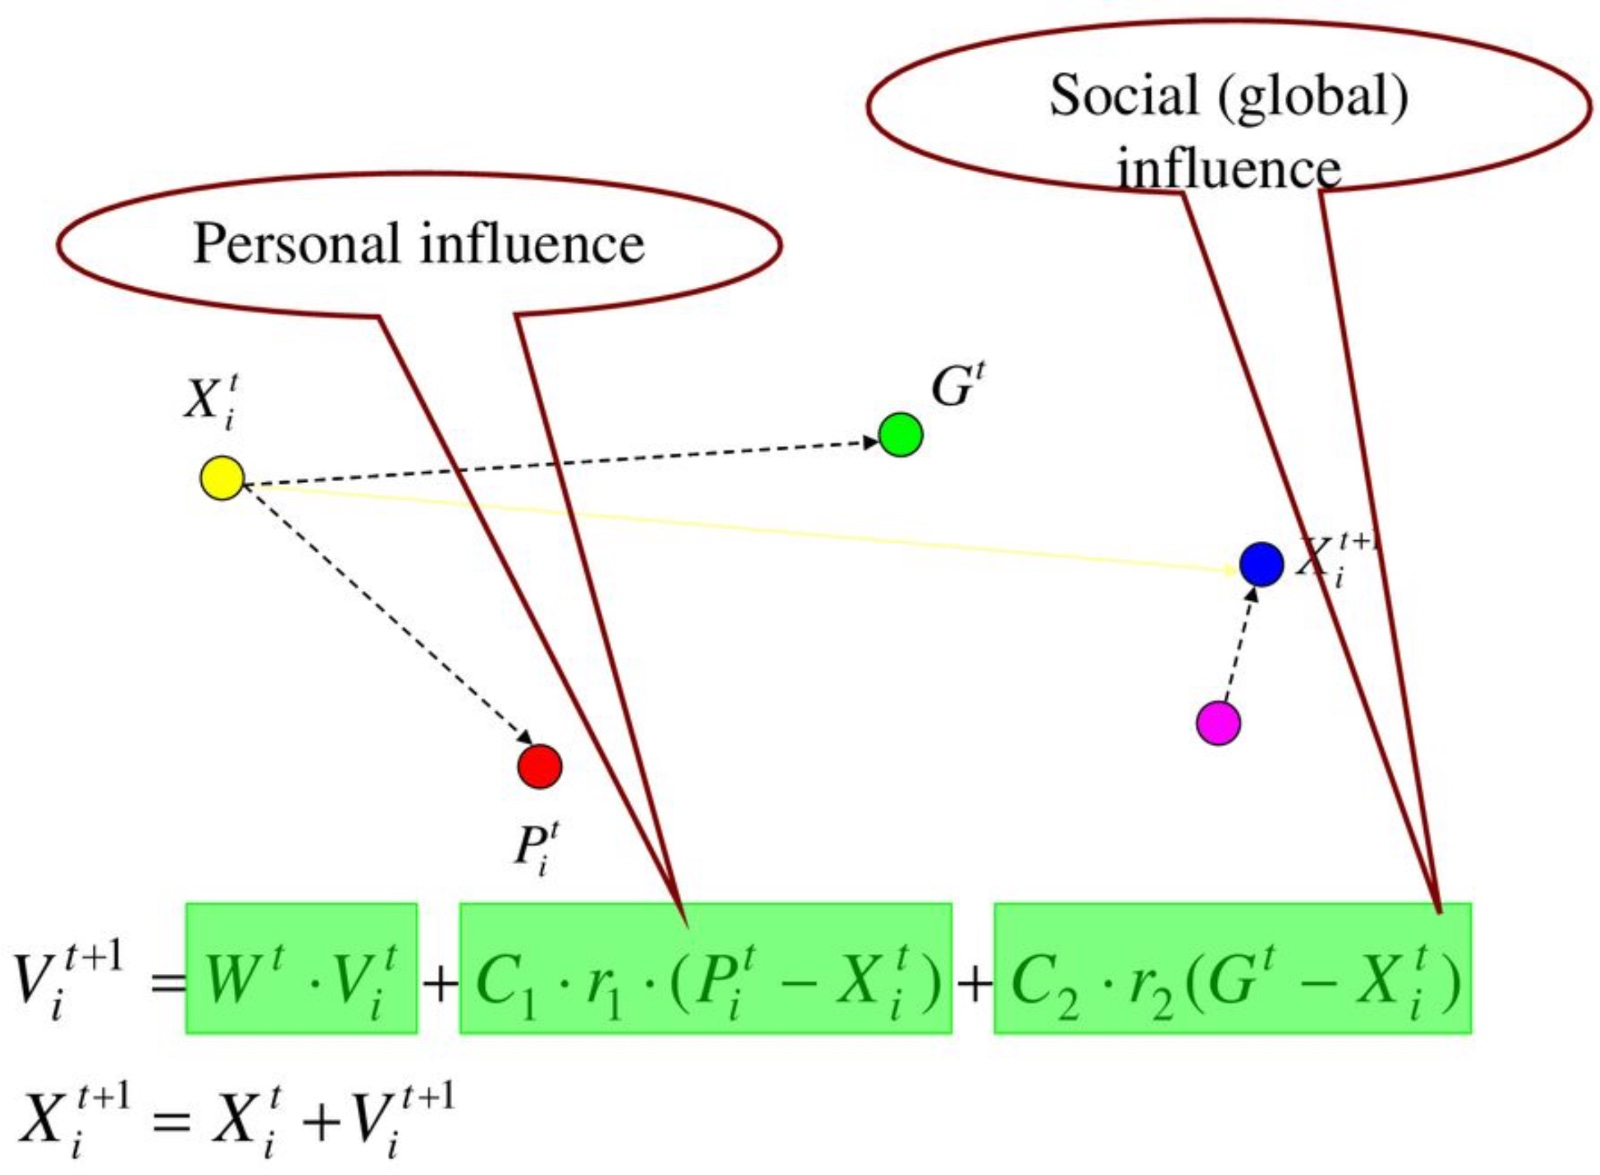 Social (global)
influence
Personal influence
X_i^t
G^t
X_i^{t+1}
P_i^t
V_i^{t+1} = W^t · V_i^t + C_1 · r_1 · (P_i^t − X_i^t) + C_2 · r_2 (G^t − X_i^t)
X_i^{t+1} = X_i^t + V_i^{t+1}